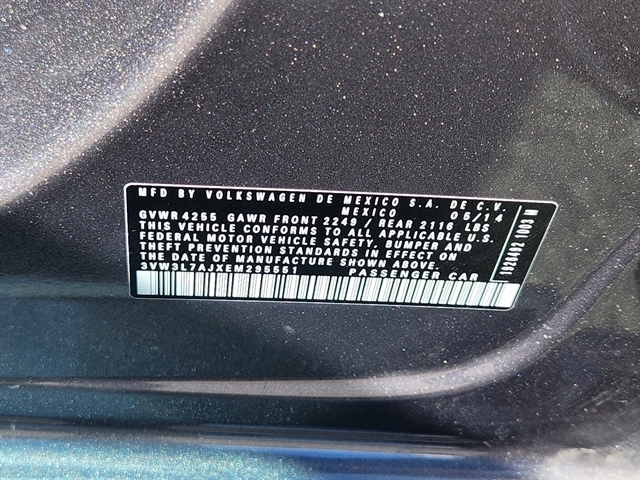 MFD BY VOLKSWAGEN DE MEXICO S.A. DE C.V.
MEXICO 05/14
GVWR 4255 GAWR FRONT 2249 / REAR 2116 LBS
THIS VEHICLE CONFORMS TO ALL APPLICABLE U.S.
FEDERAL MOTOR VEHICLE SAFETY, BUMPER AND
THEFT PREVENTION STANDARDS IN EFFECT ON
THE DATE OF MANUFACTURE SHOWN ABOVE.
3VW3L7AJXEM295551 PASSENGER CAR